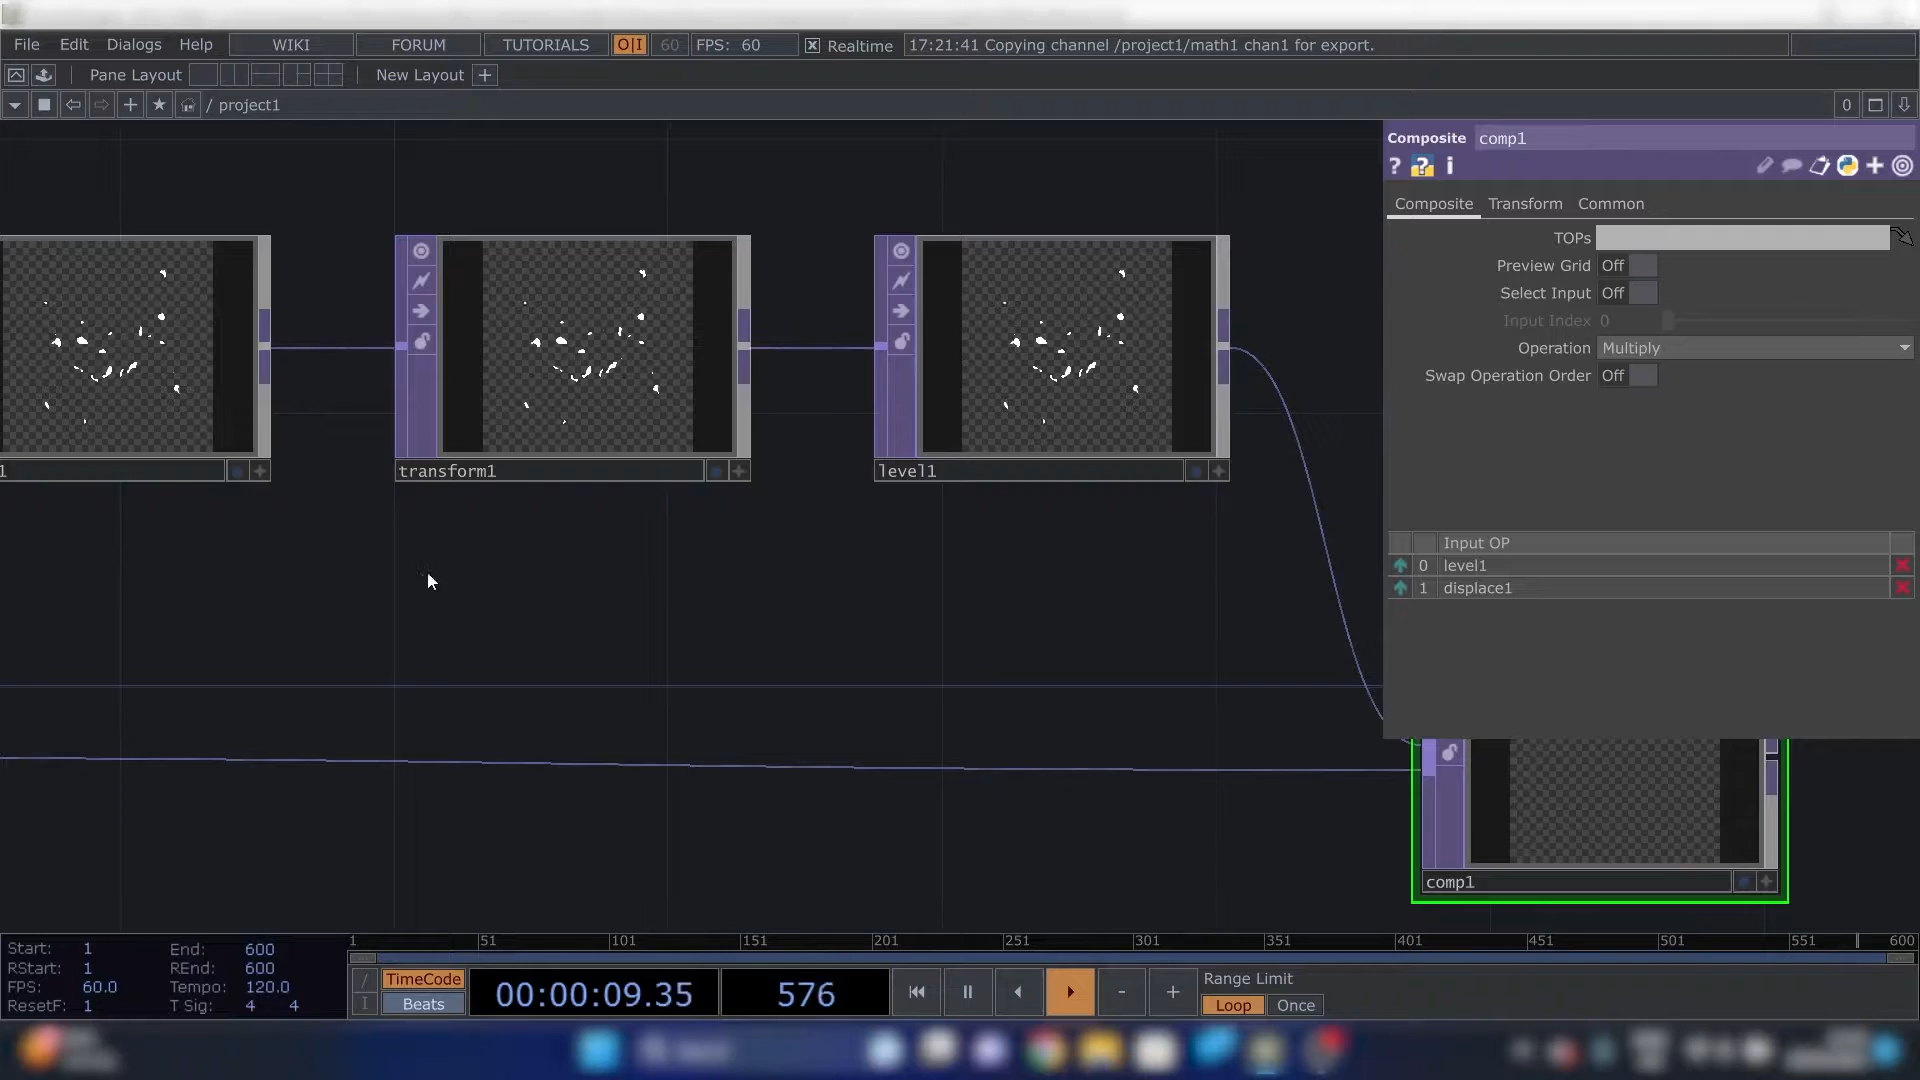 File Edit Dialogs Help WIKI FORUM TUTORIALS O|I 60 FPS: 60 Realtime 17:21:41 Copying channel /project1/math1 chan1 for export.
Pane Layout New Layout +
/ project1 0
Composite comp1
? ? i
Composite Transform Common
TOPs
Preview Grid Off
Select Input Off
Input Index 0
Operation Multiply
Swap Operation Order Off
1 transform1 level1
Input OP
0 level1
1 displace1
comp1
Start: 1 End: 600
RStart: 1 REnd: 600
FPS: 60.0 Tempo: 120.0
ResetF: 1 T Sig: 4 4
1 51 101 151 201 251 301 351 401 451 501 551 600
/ TimeCode 00:00:09.35 576 - + Range Limit
I Beats Loop Once